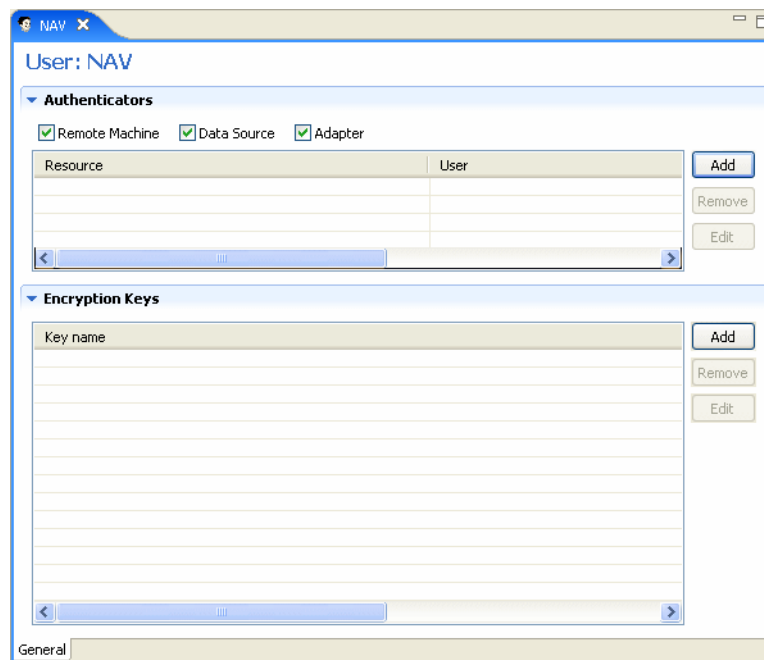 NAV
User: NAV
Authenticators
Remote Machine Data Source Adapter
Resource User Add
Remove
Edit
Encryption Keys
Key name Add
Remove
Edit
General